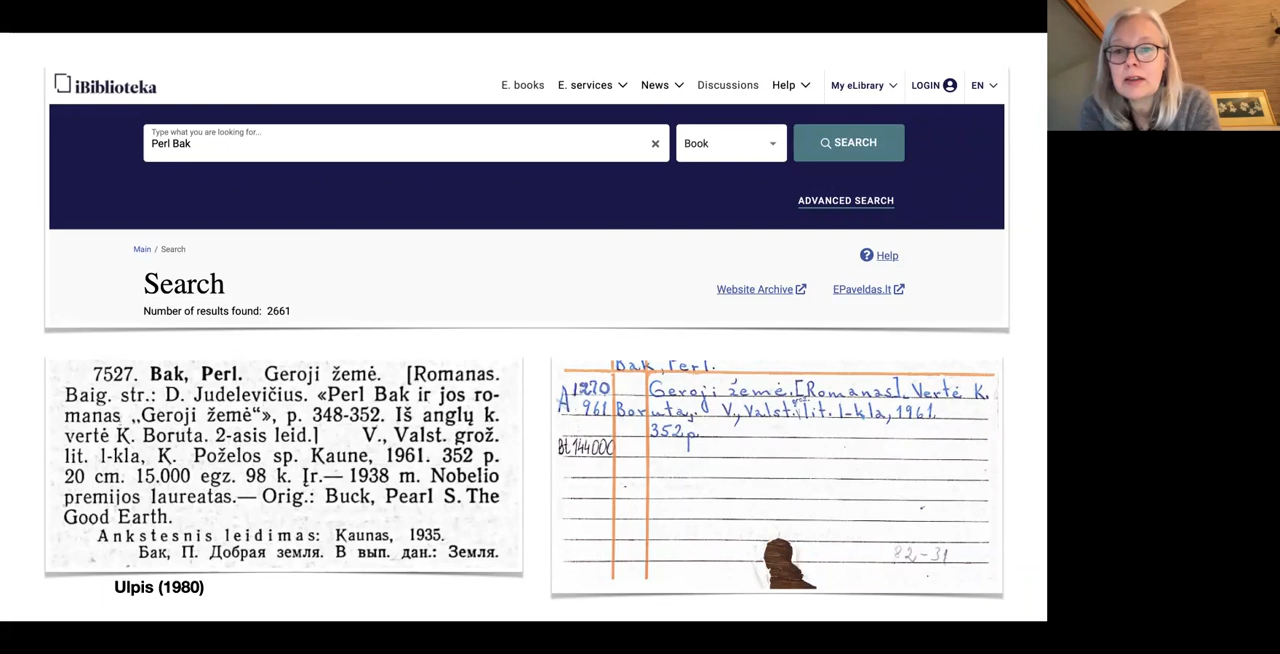 iBiblioteka
E. books E. services News Discussions Help My eLibrary LOGIN EN
Type what you are looking for...
Perl Bak
Book
SEARCH
ADVANCED SEARCH
Main / Search
Help
Search
Website Archive EPaveldas.lt
Number of results found: 2661
7527. Bak, Perl. Geroji žemė. [Romanas.
Baig. str.: D. Judelevičius. «Perl Bak ir jos ro-
manas „Geroji žemė“», p. 348-352. Iš anglų k.
vertė K. Boruta. 2-asis leid.] V., Valst. grož.
lit. l-kla, K. Poželos sp. Kaune, 1961. 352 p.
20 cm. 15.000 egz. 98 k. Įr.— 1938 m. Nobelio
premijos laureatas.— Orig.: Buck, Pearl S. The
Good Earth.
Ankstesnis leidimas: Kaunas, 1935.
Бак, П. Добрая земля. В вып. дан.: Земля.
Ulpis (1980)
Bak, Perl.
A 1270 Geroji žemė. [Romanas]. Vertė K.
961 Boruta. V., Valst. lit. l-kla, 1961.
352 p.
Bt 144000
82-31